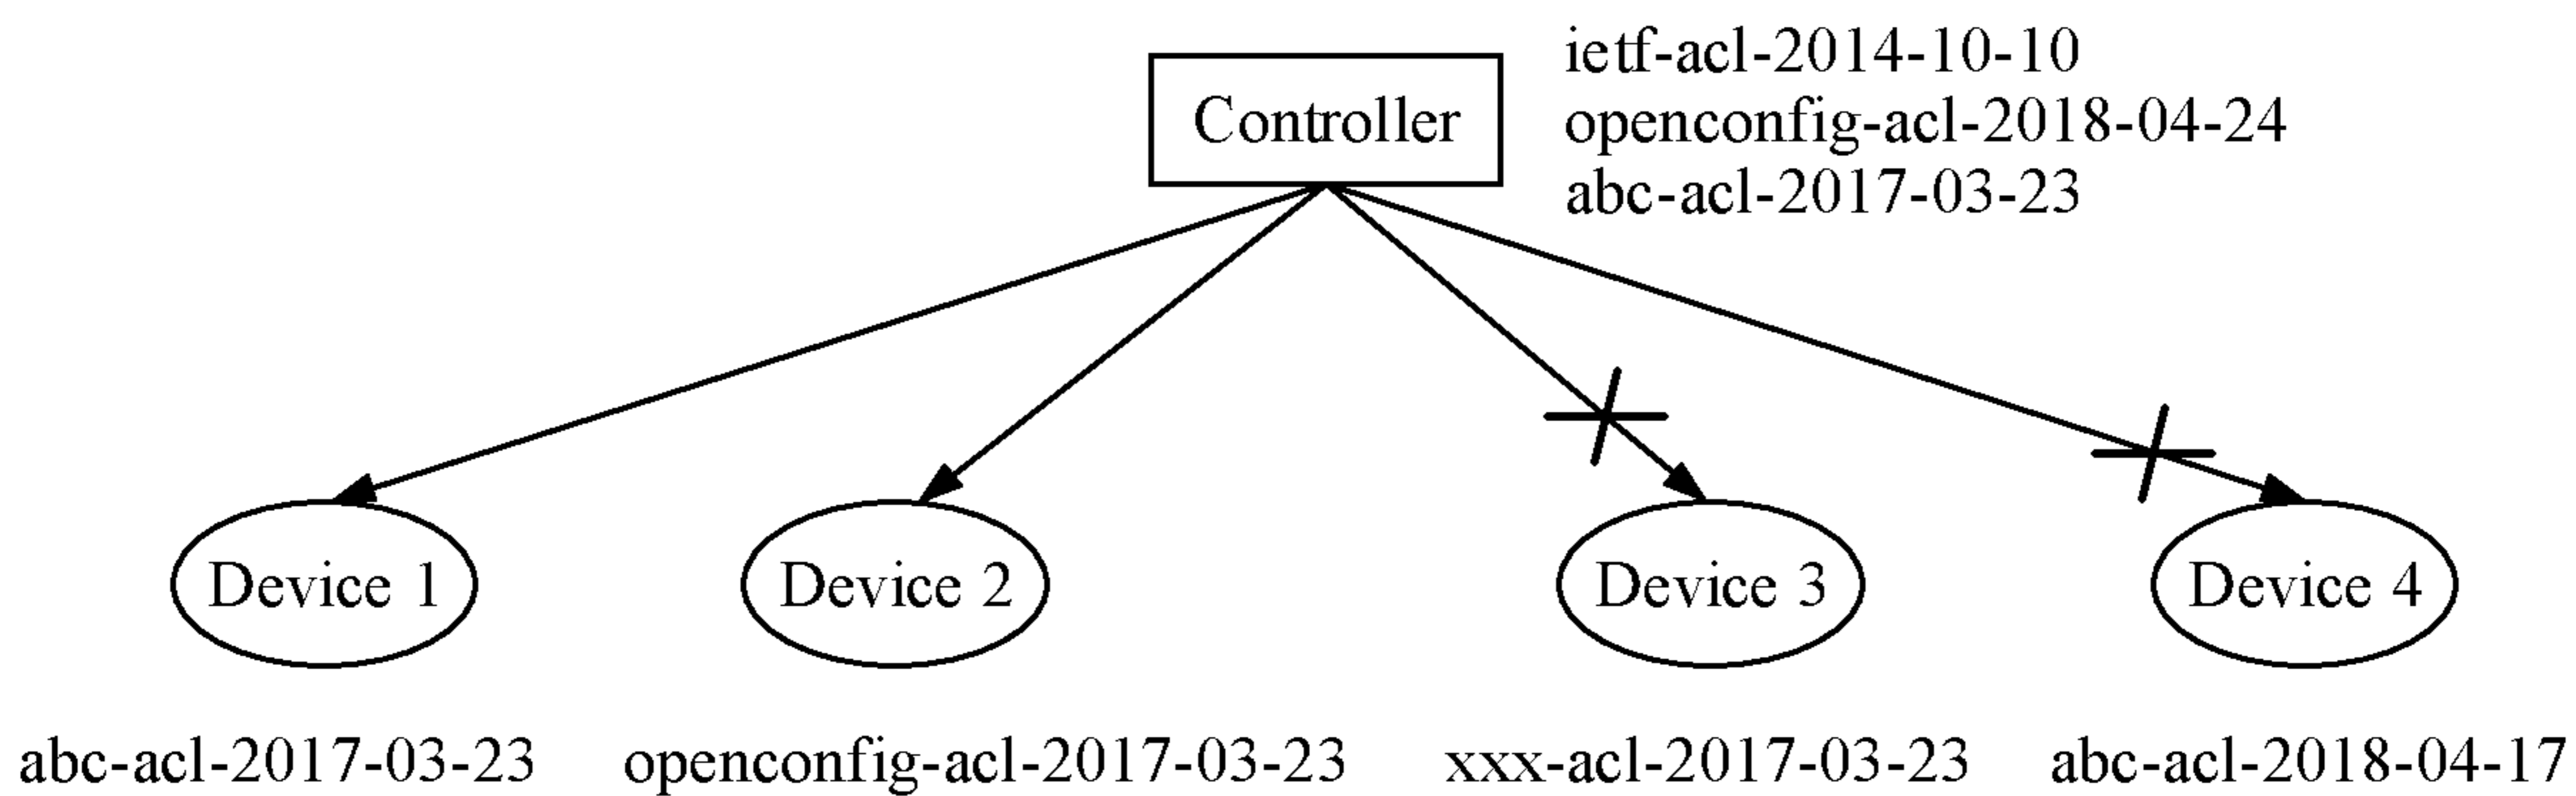 Controller
ietf-acl-2014-10-10
openconfig-acl-2018-04-24
abc-acl-2017-03-23
Device 1
Device 2
Device 3
Device 4
abc-acl-2017-03-23
openconfig-acl-2017-03-23
xxx-acl-2017-03-23
abc-acl-2018-04-17